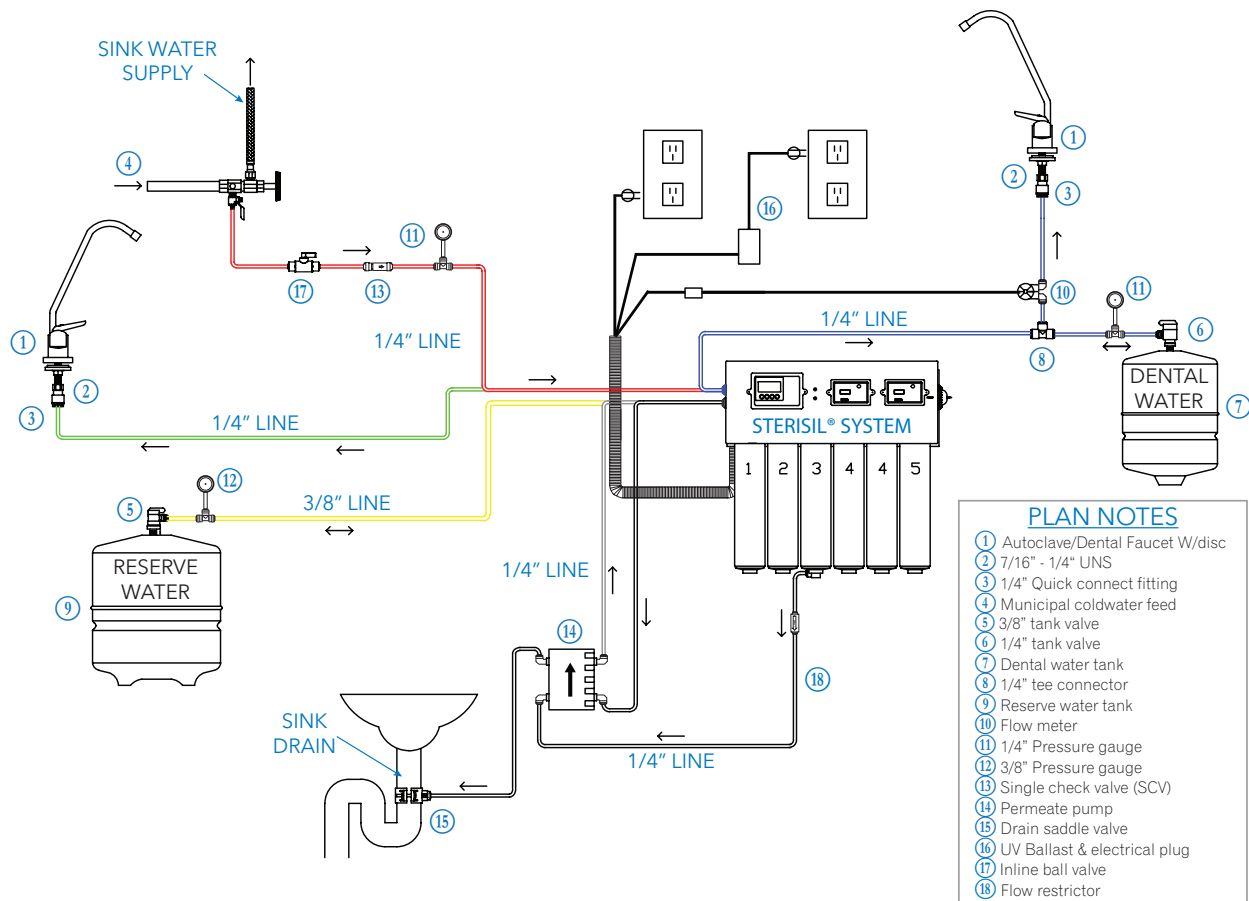 SINK WATER
SUPPLY
4
1
2
3
16
11
17
13
10
11
6
1/4” LINE
1/4” LINE
8
1
2
3
DENTAL
WATER
7
STERISIL® SYSTEM
1/4” LINE
12
5
3/8” LINE
1 2 3 4 4 5
RESERVE
WATER
9
1/4” LINE
14
18
SINK
DRAIN
1/4” LINE
15
PLAN NOTES
1 Autoclave/Dental Faucet W/disc
2 7/16” - 1/4“ UNS
3 1/4” Quick connect fitting
4 Municipal coldwater feed
5 3/8” tank valve
6 1/4” tank valve
7 Dental water tank
8 1/4” tee connector
9 Reserve water tank
10 Flow meter
11 1/4” Pressure gauge
12 3/8” Pressure gauge
13 Single check valve (SCV)
14 Permeate pump
15 Drain saddle valve
16 UV Ballast & electrical plug
17 Inline ball valve
18 Flow restrictor